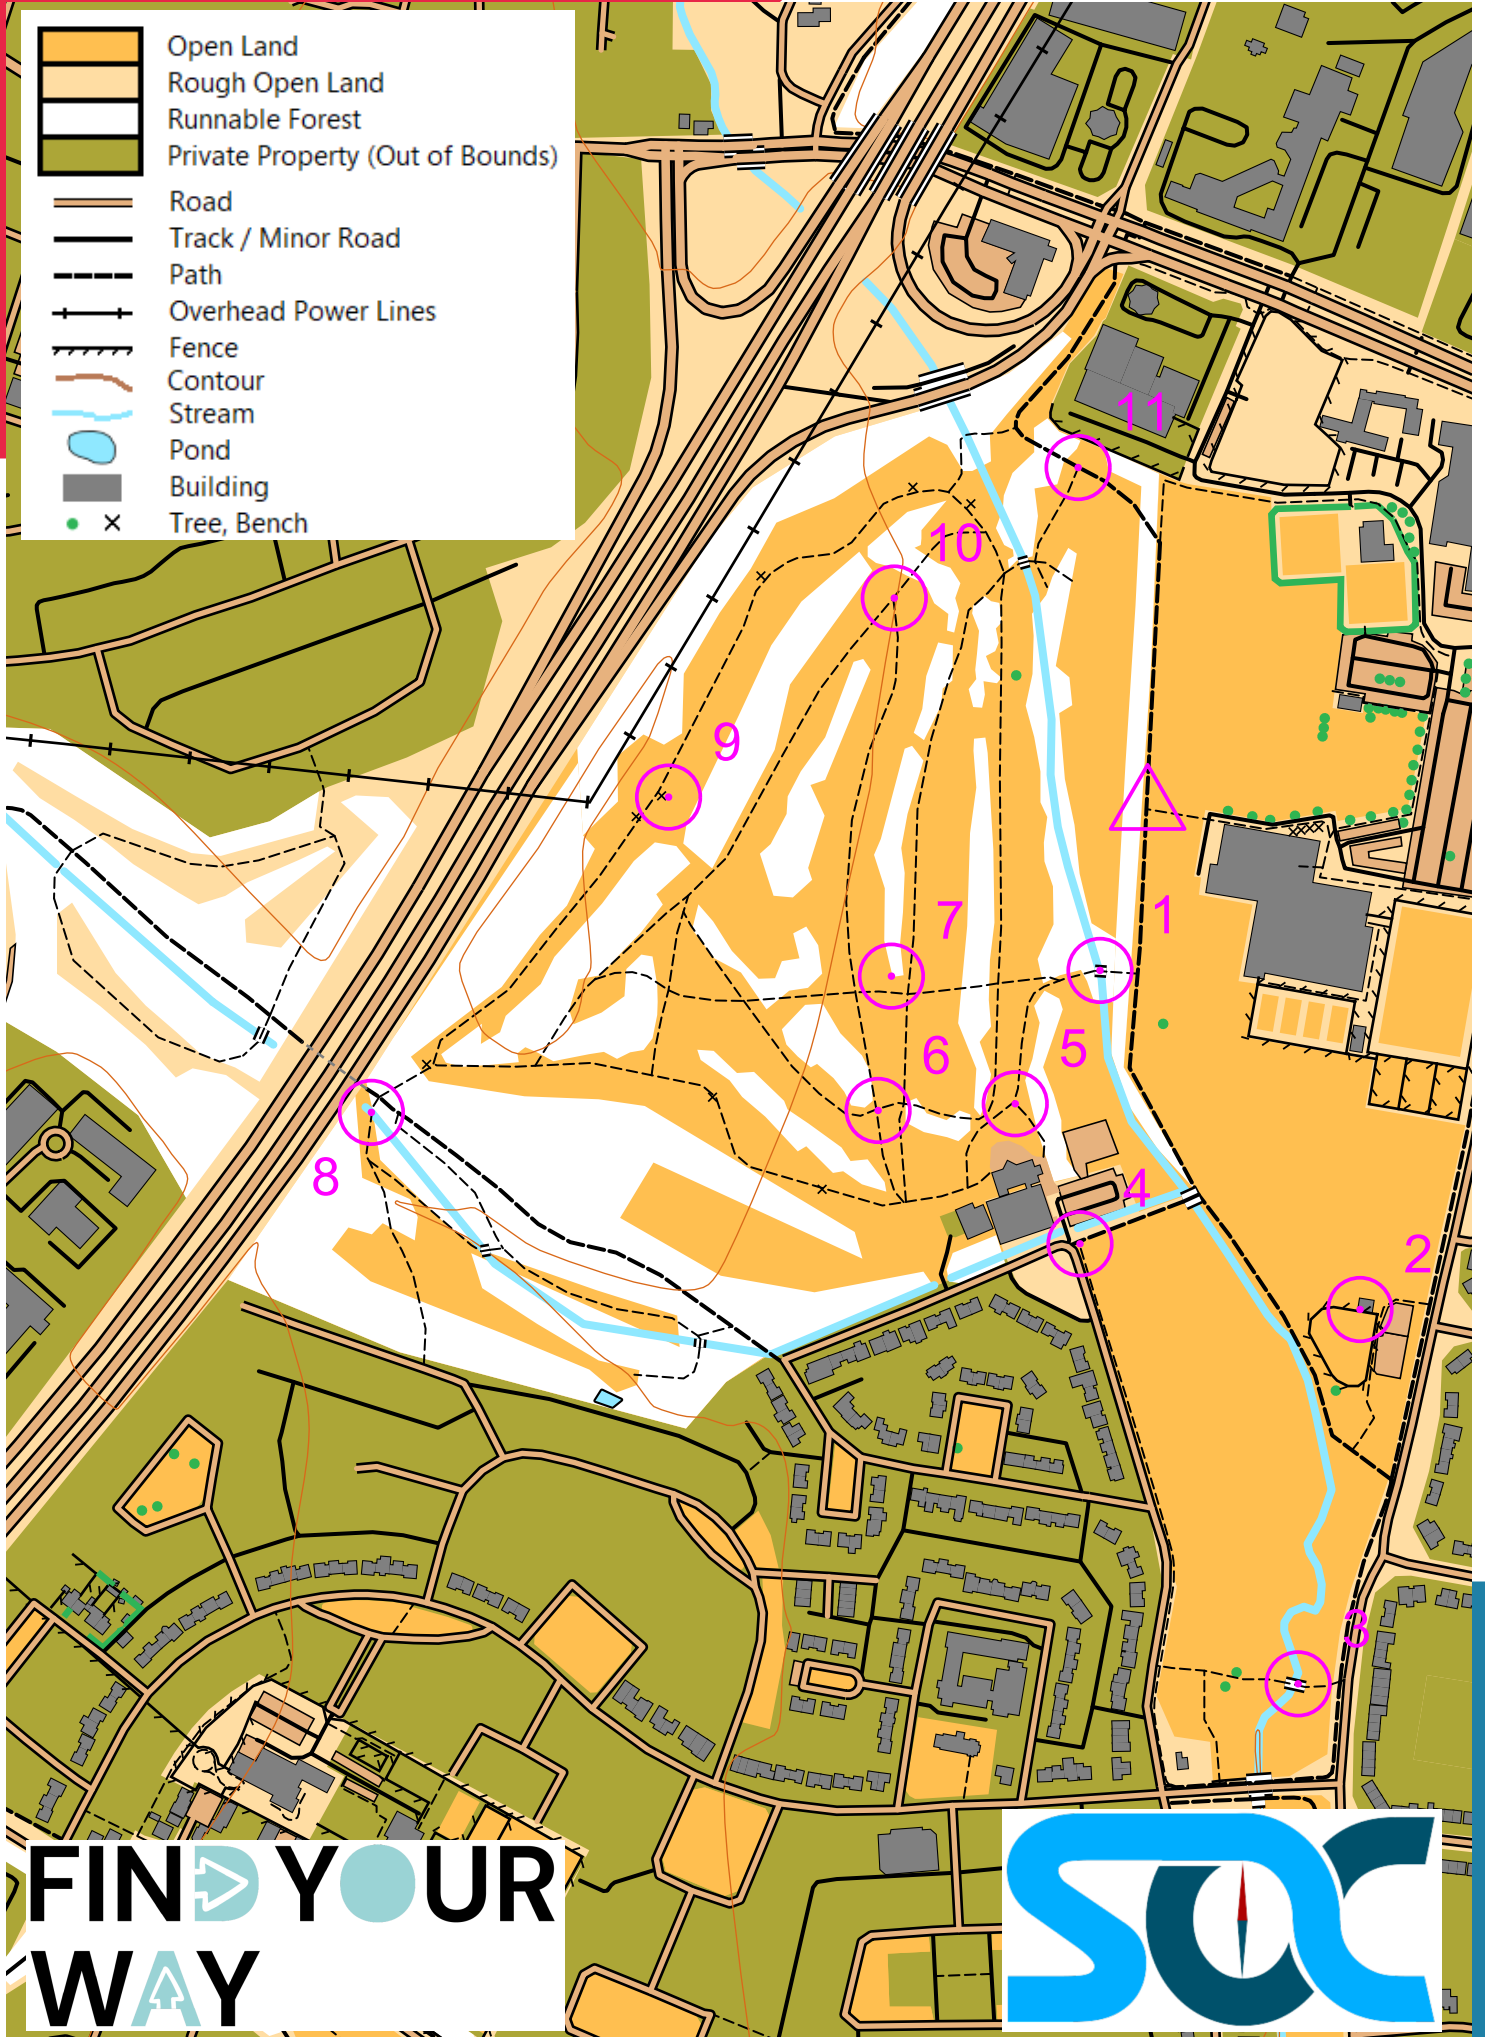 Open Land
Rough Open Land
Runnable Forest
Private Property (Out of Bounds)
Road
Track / Minor Road
Path
Overhead Power Lines
Fence
Contour
Stream
Pond
Building
Tree, Bench
11
10
9
7
1
6
5
8
4
2
3
FIND YOUR
WAY
SOC